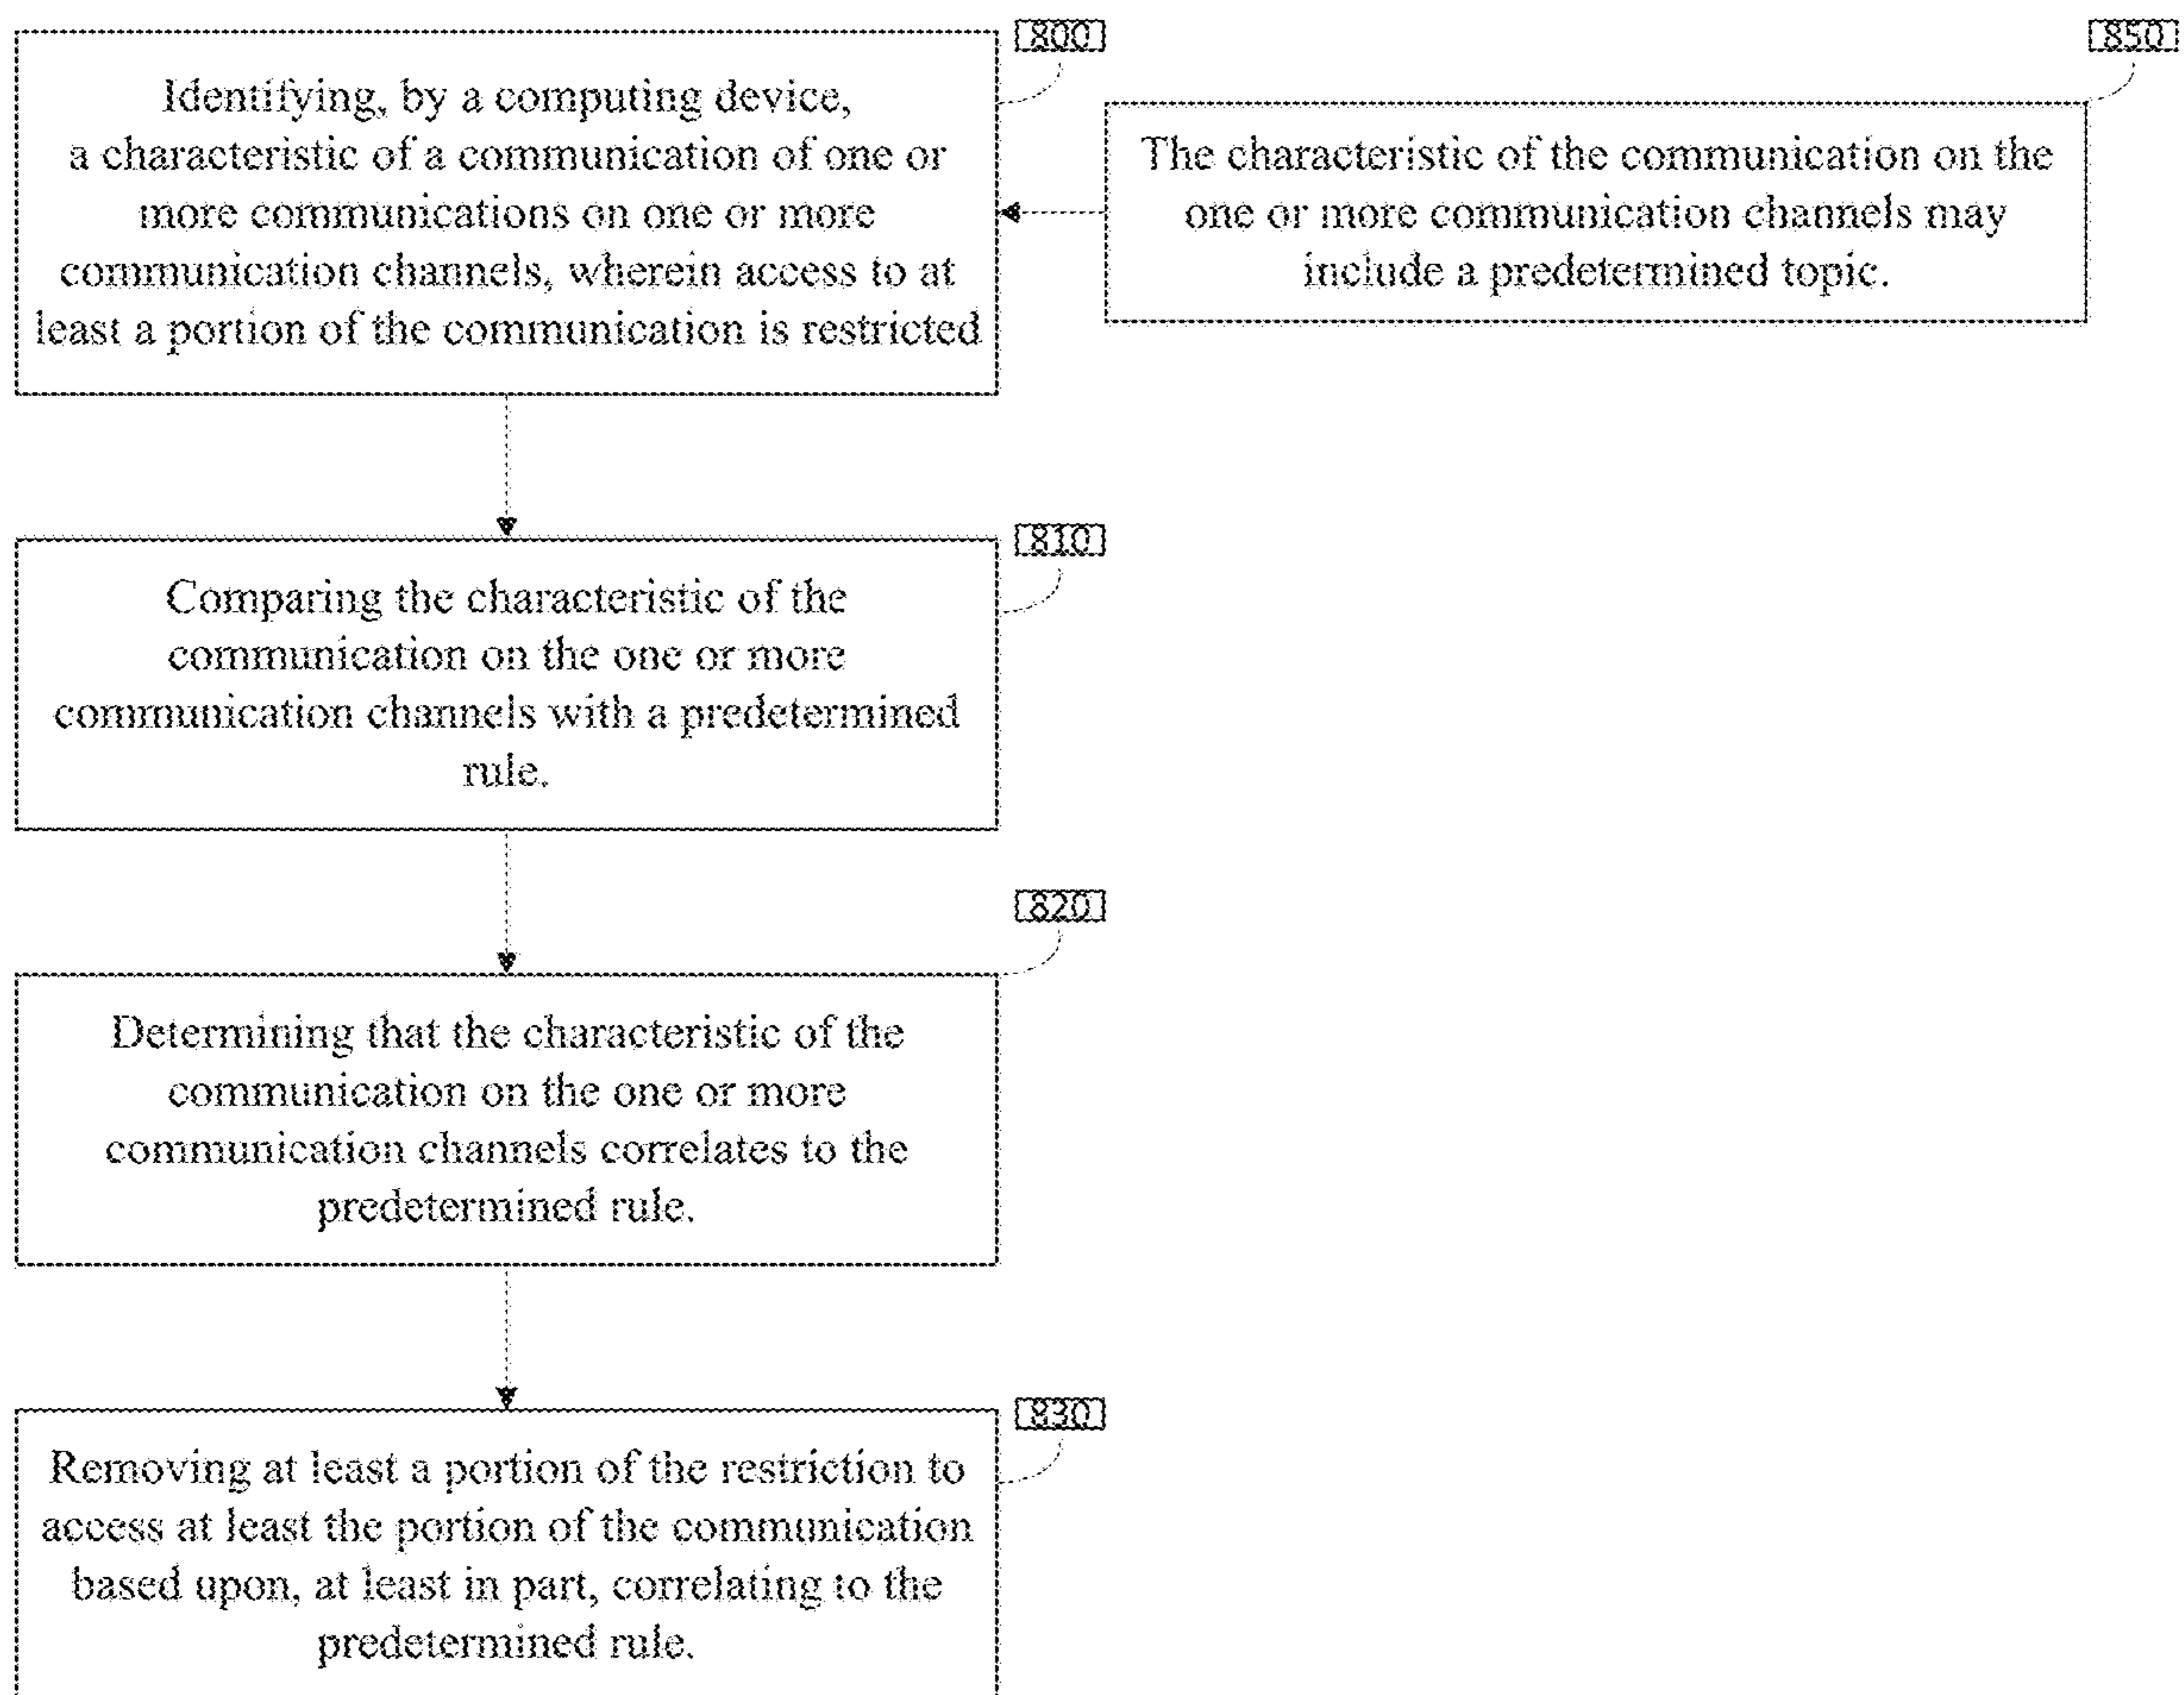 800
Identifying, by a computing device,
a characteristic of a communication of one or
more communications on one or more
communication channels, wherein access to at
least a portion of the communication is restricted
850
The characteristic of the communication on the
one or more communication channels may
include a predetermined topic.
810
Comparing the characteristic of the
communication on the one or more
communication channels with a predetermined
rule.
820
Determining that the characteristic of the
communication on the one or more
communication channels correlates to the
predetermined rule.
830
Removing at least a portion of the restriction to
access at least the portion of the communication
based upon, at least in part, correlating to the
predetermined rule.